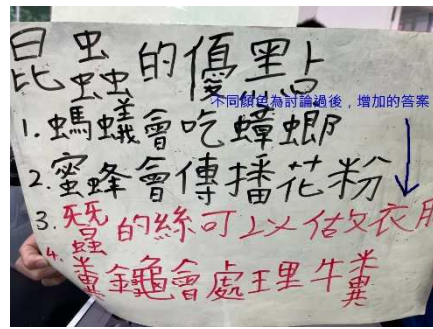 昆蟲的優點
不同顏色為討論過後，增加的答案
1.螞蟻會吃蟑螂
2.蜜蜂會傳播花粉
3.蠶的絲可以做衣服
4.糞金龜會處理牛糞